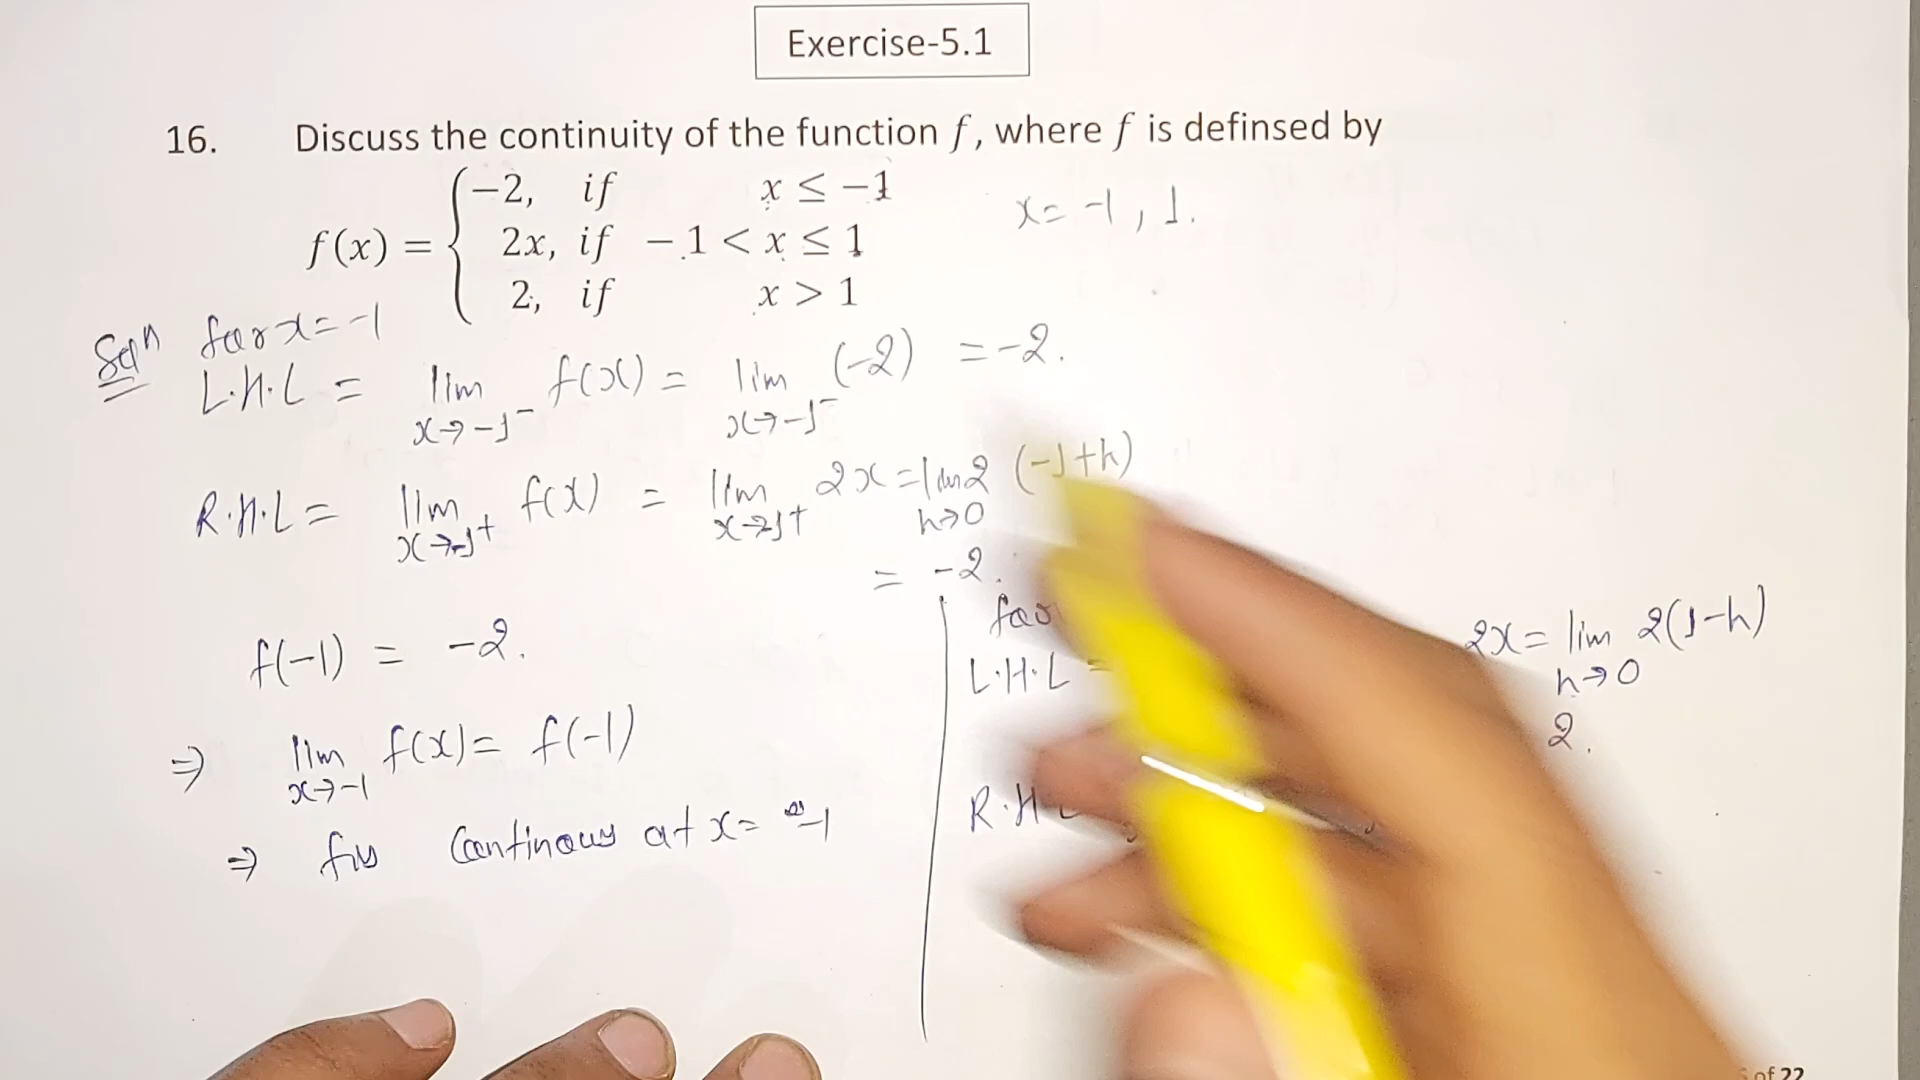 Exercise-5.1
16. Discuss the continuity of the function f, where f is definsed by
f(x) = { −2, if x ≤ −1
2x, if − 1 < x ≤ 1
2, if x > 1
x = -1, 1.
Solⁿ for x = -1
L.H.L = lim x→-1⁻ f(x) = lim x→-1⁻ (-2) = -2.
R.H.L = lim x→-1+ f(x) = lim x→-1+ 2x = lim h→0 2 (-1+h)
= -2.
f(-1) = -2.
⇒ lim x→-1 f(x) = f(-1)
⇒ f is Continous at x = -1
for
L.H.L = 2x = lim h→0 2(1-h)
2.
R.H.L
of 22